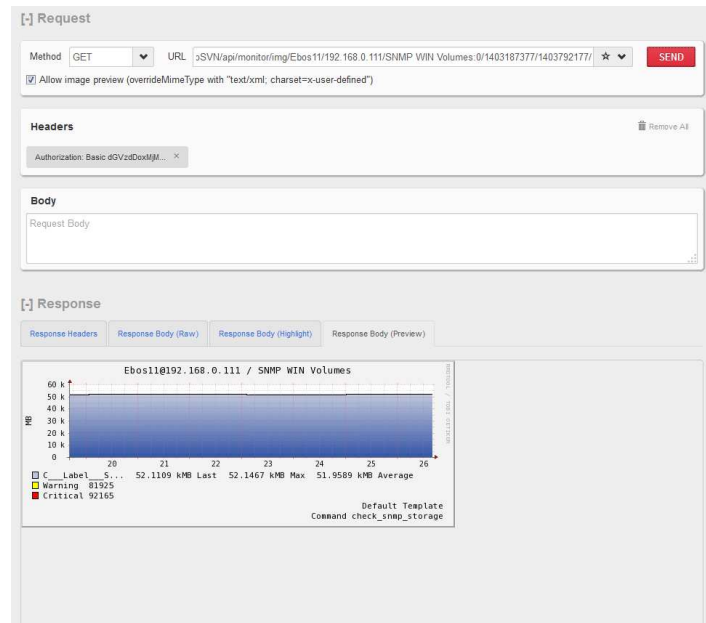 [-] Request
Method GET URL oSVN/api/monitor/img/Ebos11/192.168.0.111/SNMP WIN Volumes:0/1403187377/1403792177/ SEND
Allow image preview (overrideMimeType with "text/xml; charset=x-user-defined")
Headers Remove All
Authorization: Basic dGVzdDoxMjM... ×
Body
Request Body
[-] Response
Response Headers Response Body (Raw) Response Body (Highlight) Response Body (Preview)
Ebos11@192.168.0.111 / SNMP WIN Volumes
60 k
50 k
40 k
30 k
20 k
10 k
0
MB
20 21 22 23 24 25 26
C___Label___S... 52.1109 kMB Last 52.1467 kMB Max 51.9589 kMB Average
Warning 81925
Critical 92165
Default Template
Command check_snmp_storage